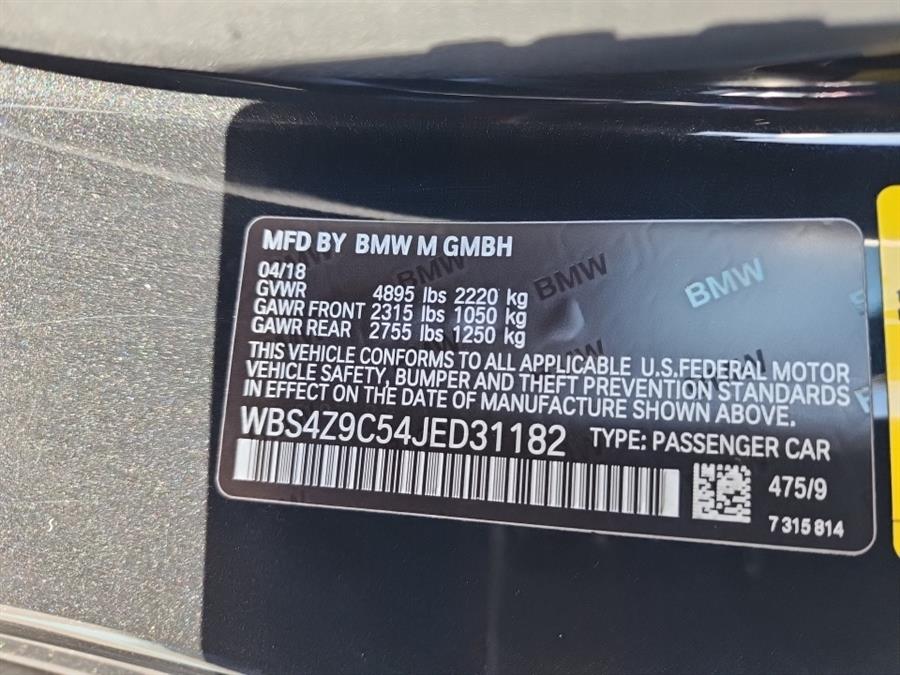 MFD BY BMW M GMBH
04/18
GVWR 4895 lbs 2220 kg
GAWR FRONT 2315 lbs 1050 kg
GAWR REAR 2755 lbs 1250 kg
THIS VEHICLE CONFORMS TO ALL APPLICABLE U.S.FEDERAL MOTOR
VEHICLE SAFETY, BUMPER AND THEFT PREVENTION STANDARDS
IN EFFECT ON THE DATE OF MANUFACTURE SHOWN ABOVE.
WBS4Z9C54JED31182 TYPE: PASSENGER CAR
475/9
7 315 814
BMW
BMW